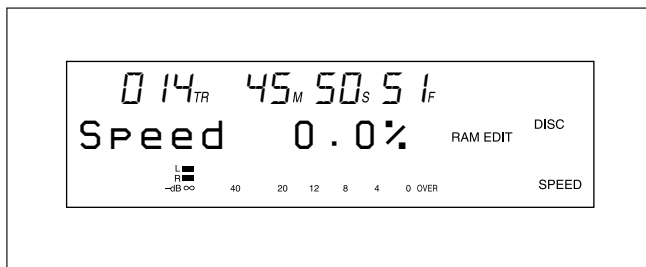 014TR 45M 50S 51F
Speed 0.0% RAM EDIT DISC
L
R
-dB ∞ 40 20 12 8 4 0 OVER SPEED